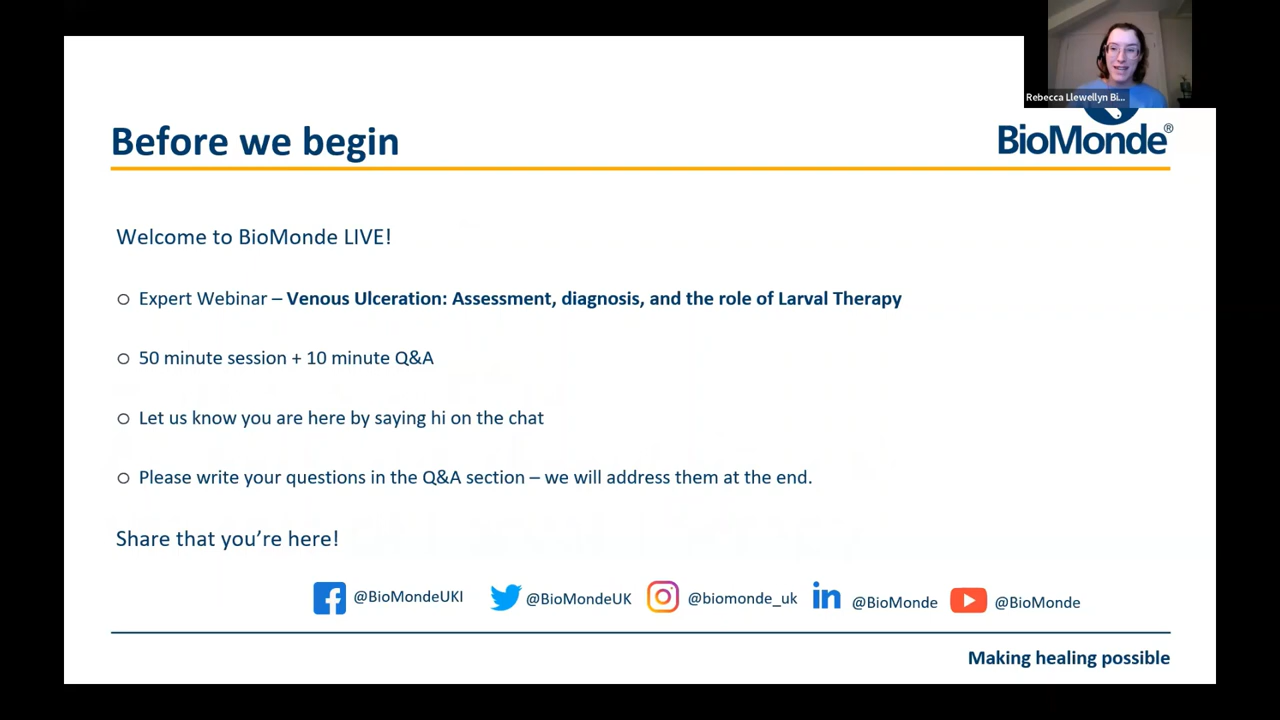 Rebecca Llewellyn Bi...
Before we begin
BioMonde®
Welcome to BioMonde LIVE!
Expert Webinar – Venous Ulceration: Assessment, diagnosis, and the role of Larval Therapy
50 minute session + 10 minute Q&A
Let us know you are here by saying hi on the chat
Please write your questions in the Q&A section – we will address them at the end.
Share that you’re here!
@BioMondeUKI @BioMondeUK @biomonde_uk @BioMonde @BioMonde
Making healing possible